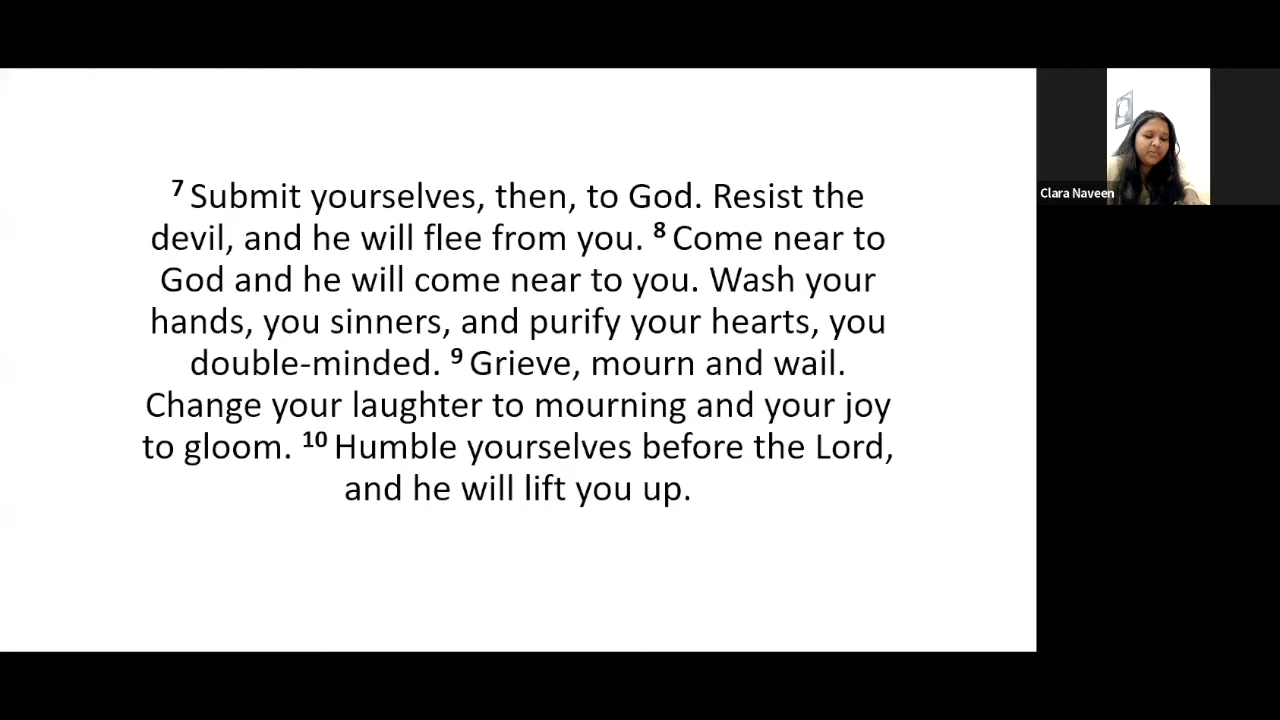 ⁷ Submit yourselves, then, to God. Resist the
devil, and he will flee from you. ⁸ Come near to
God and he will come near to you. Wash your
hands, you sinners, and purify your hearts, you
double-minded. ⁹ Grieve, mourn and wail.
Change your laughter to mourning and your joy
to gloom. ¹⁰ Humble yourselves before the Lord,
and he will lift you up.
Clara Naveen